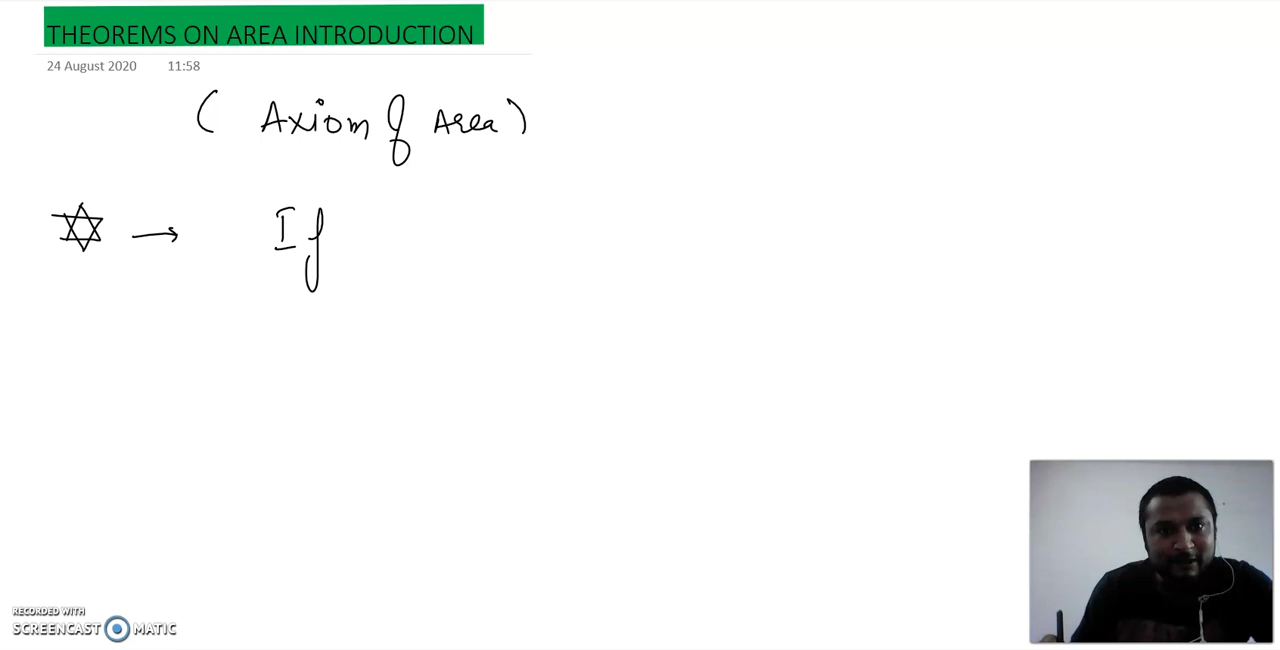 THEOREMS ON AREA INTRODUCTION
24 August 2020 11:58
( Axiom of Area )
→ If
RECORDED WITH
SCREENCAST MATIC